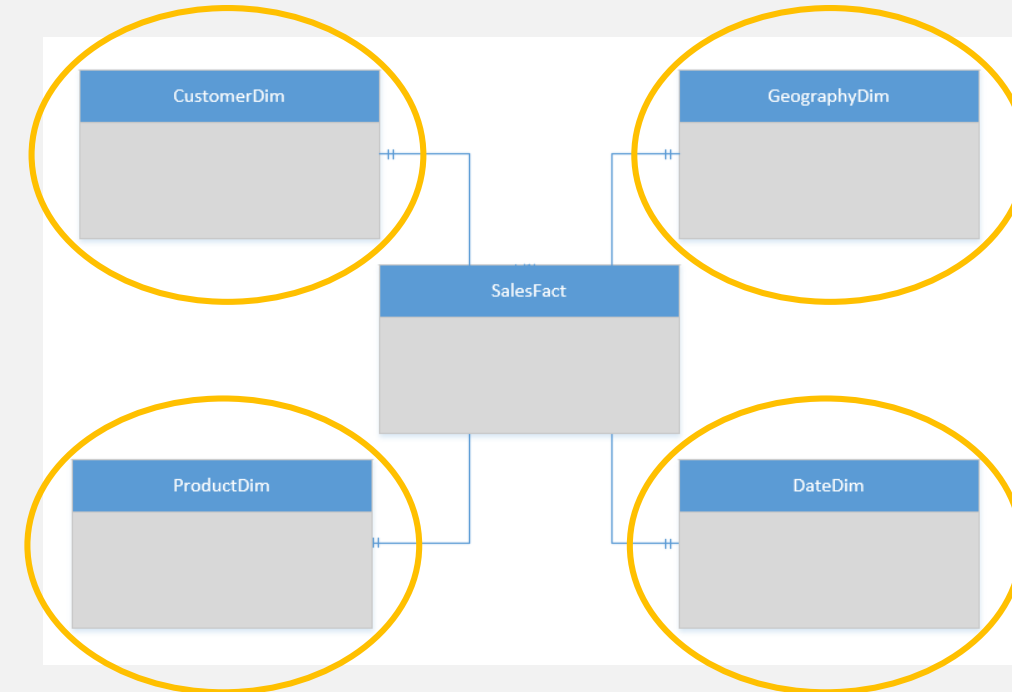 CustomerDim
GeographyDim
SalesFact
ProductDim
DateDim